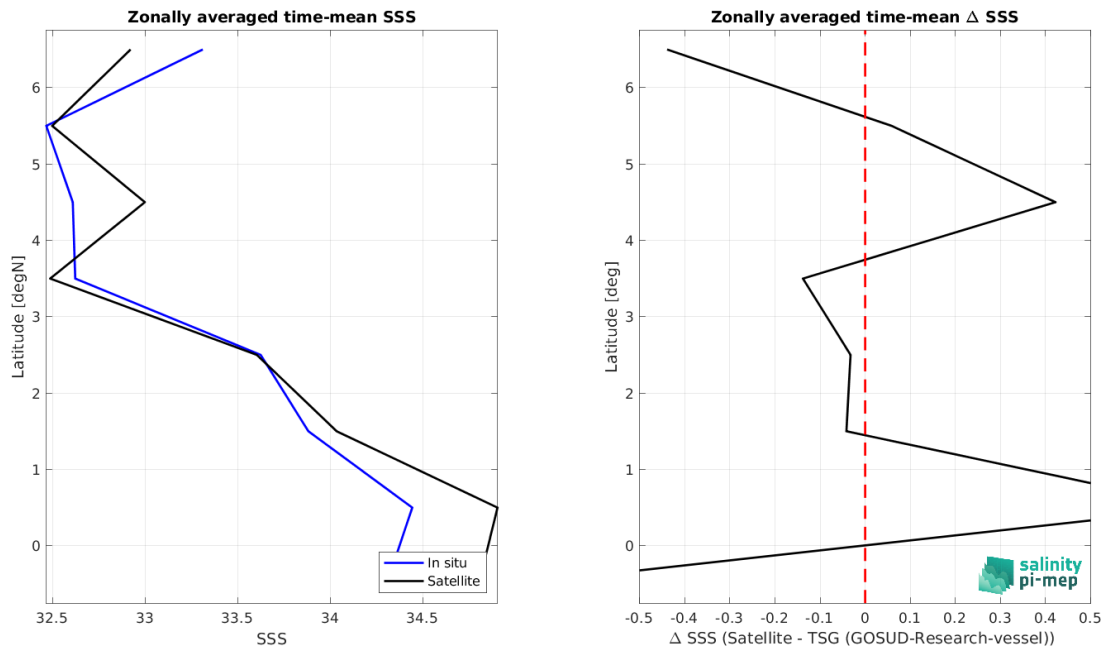 Zonally averaged time-mean SSS
Latitude [degN]
6
5
4
3
2
1
0
32.5 33 33.5 34 34.5
SSS
In situ
Satellite
Zonally averaged time-mean Δ SSS
Latitude [deg]
6
5
4
3
2
1
0
-0.5 -0.4 -0.3 -0.2 -0.1 0 0.1 0.2 0.3 0.4 0.5
Δ SSS (Satellite - TSG (GOSUD-Research-vessel))
salinity
pi-mep